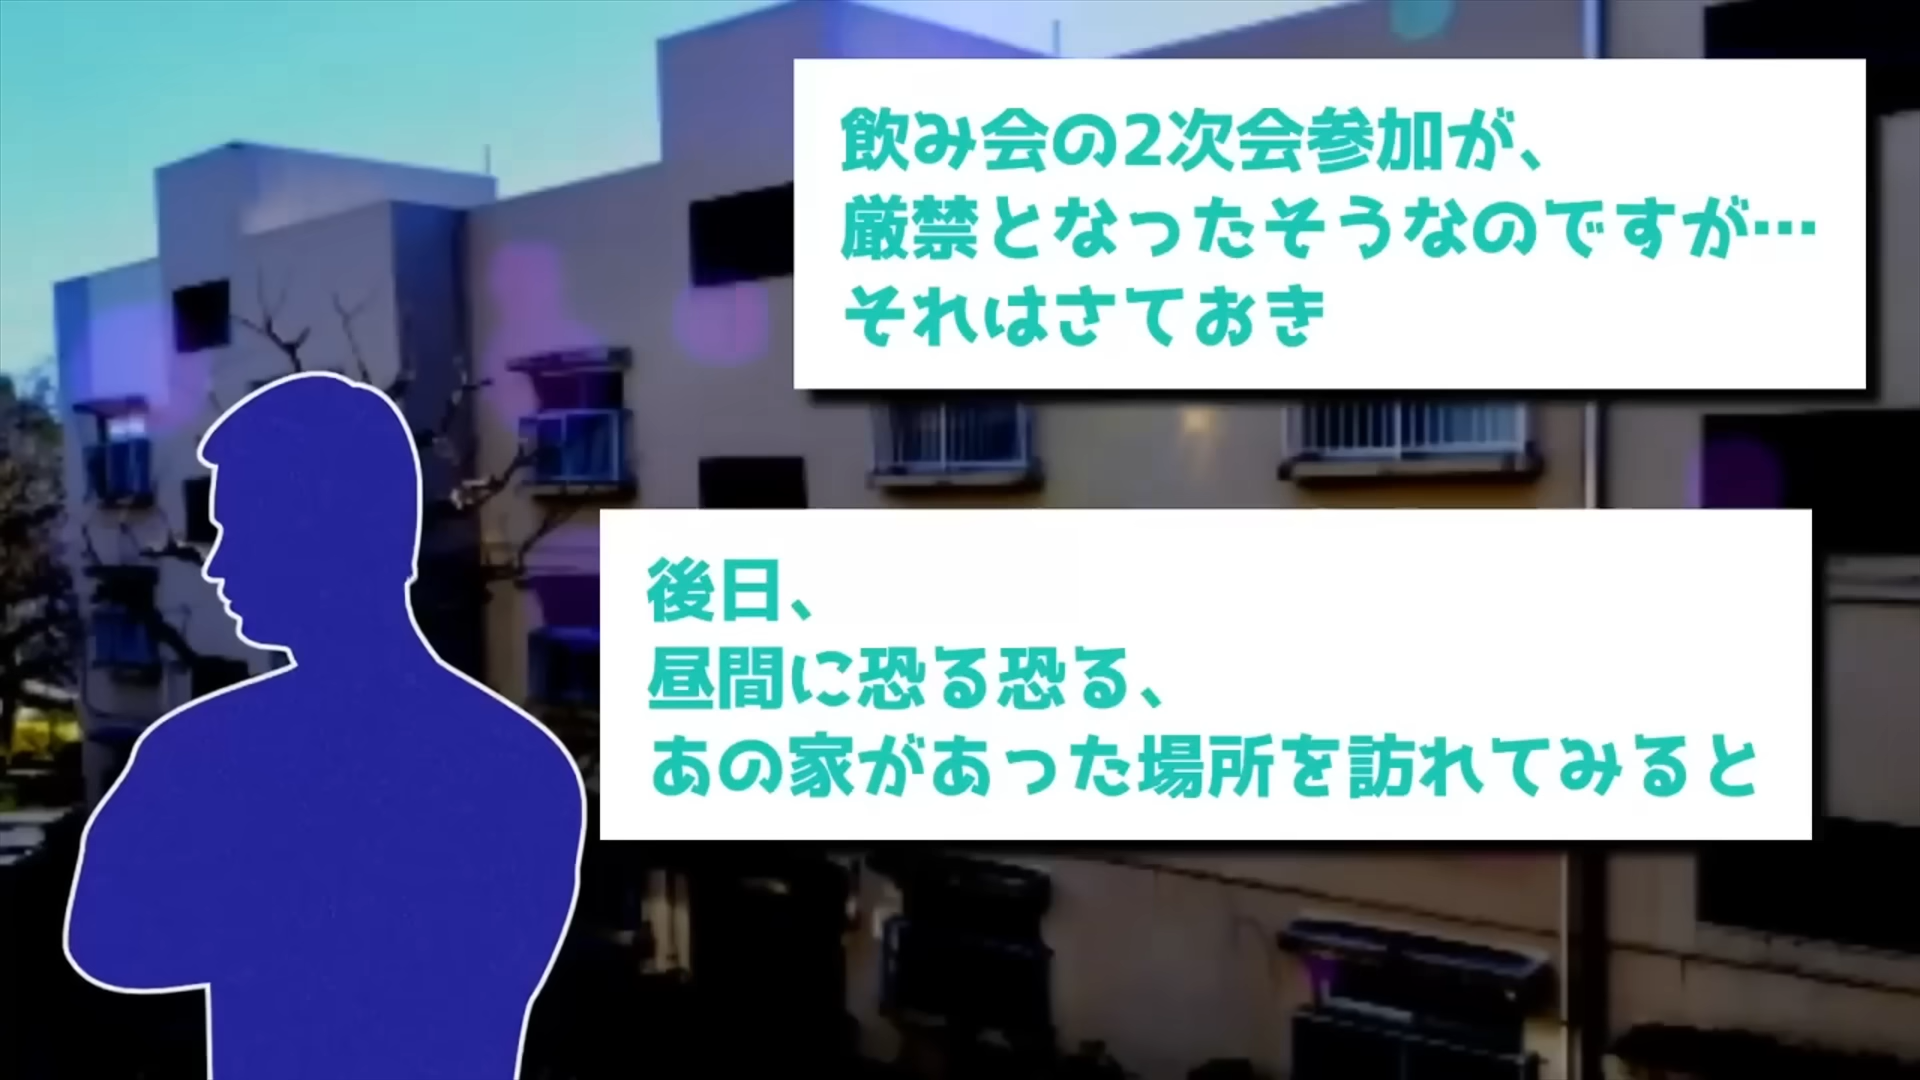 飲み会の2次会参加が、
厳禁となったそうなのですが…
それはさておき
後日、
昼間に恐る恐る、
あの家があった場所を訪れてみると